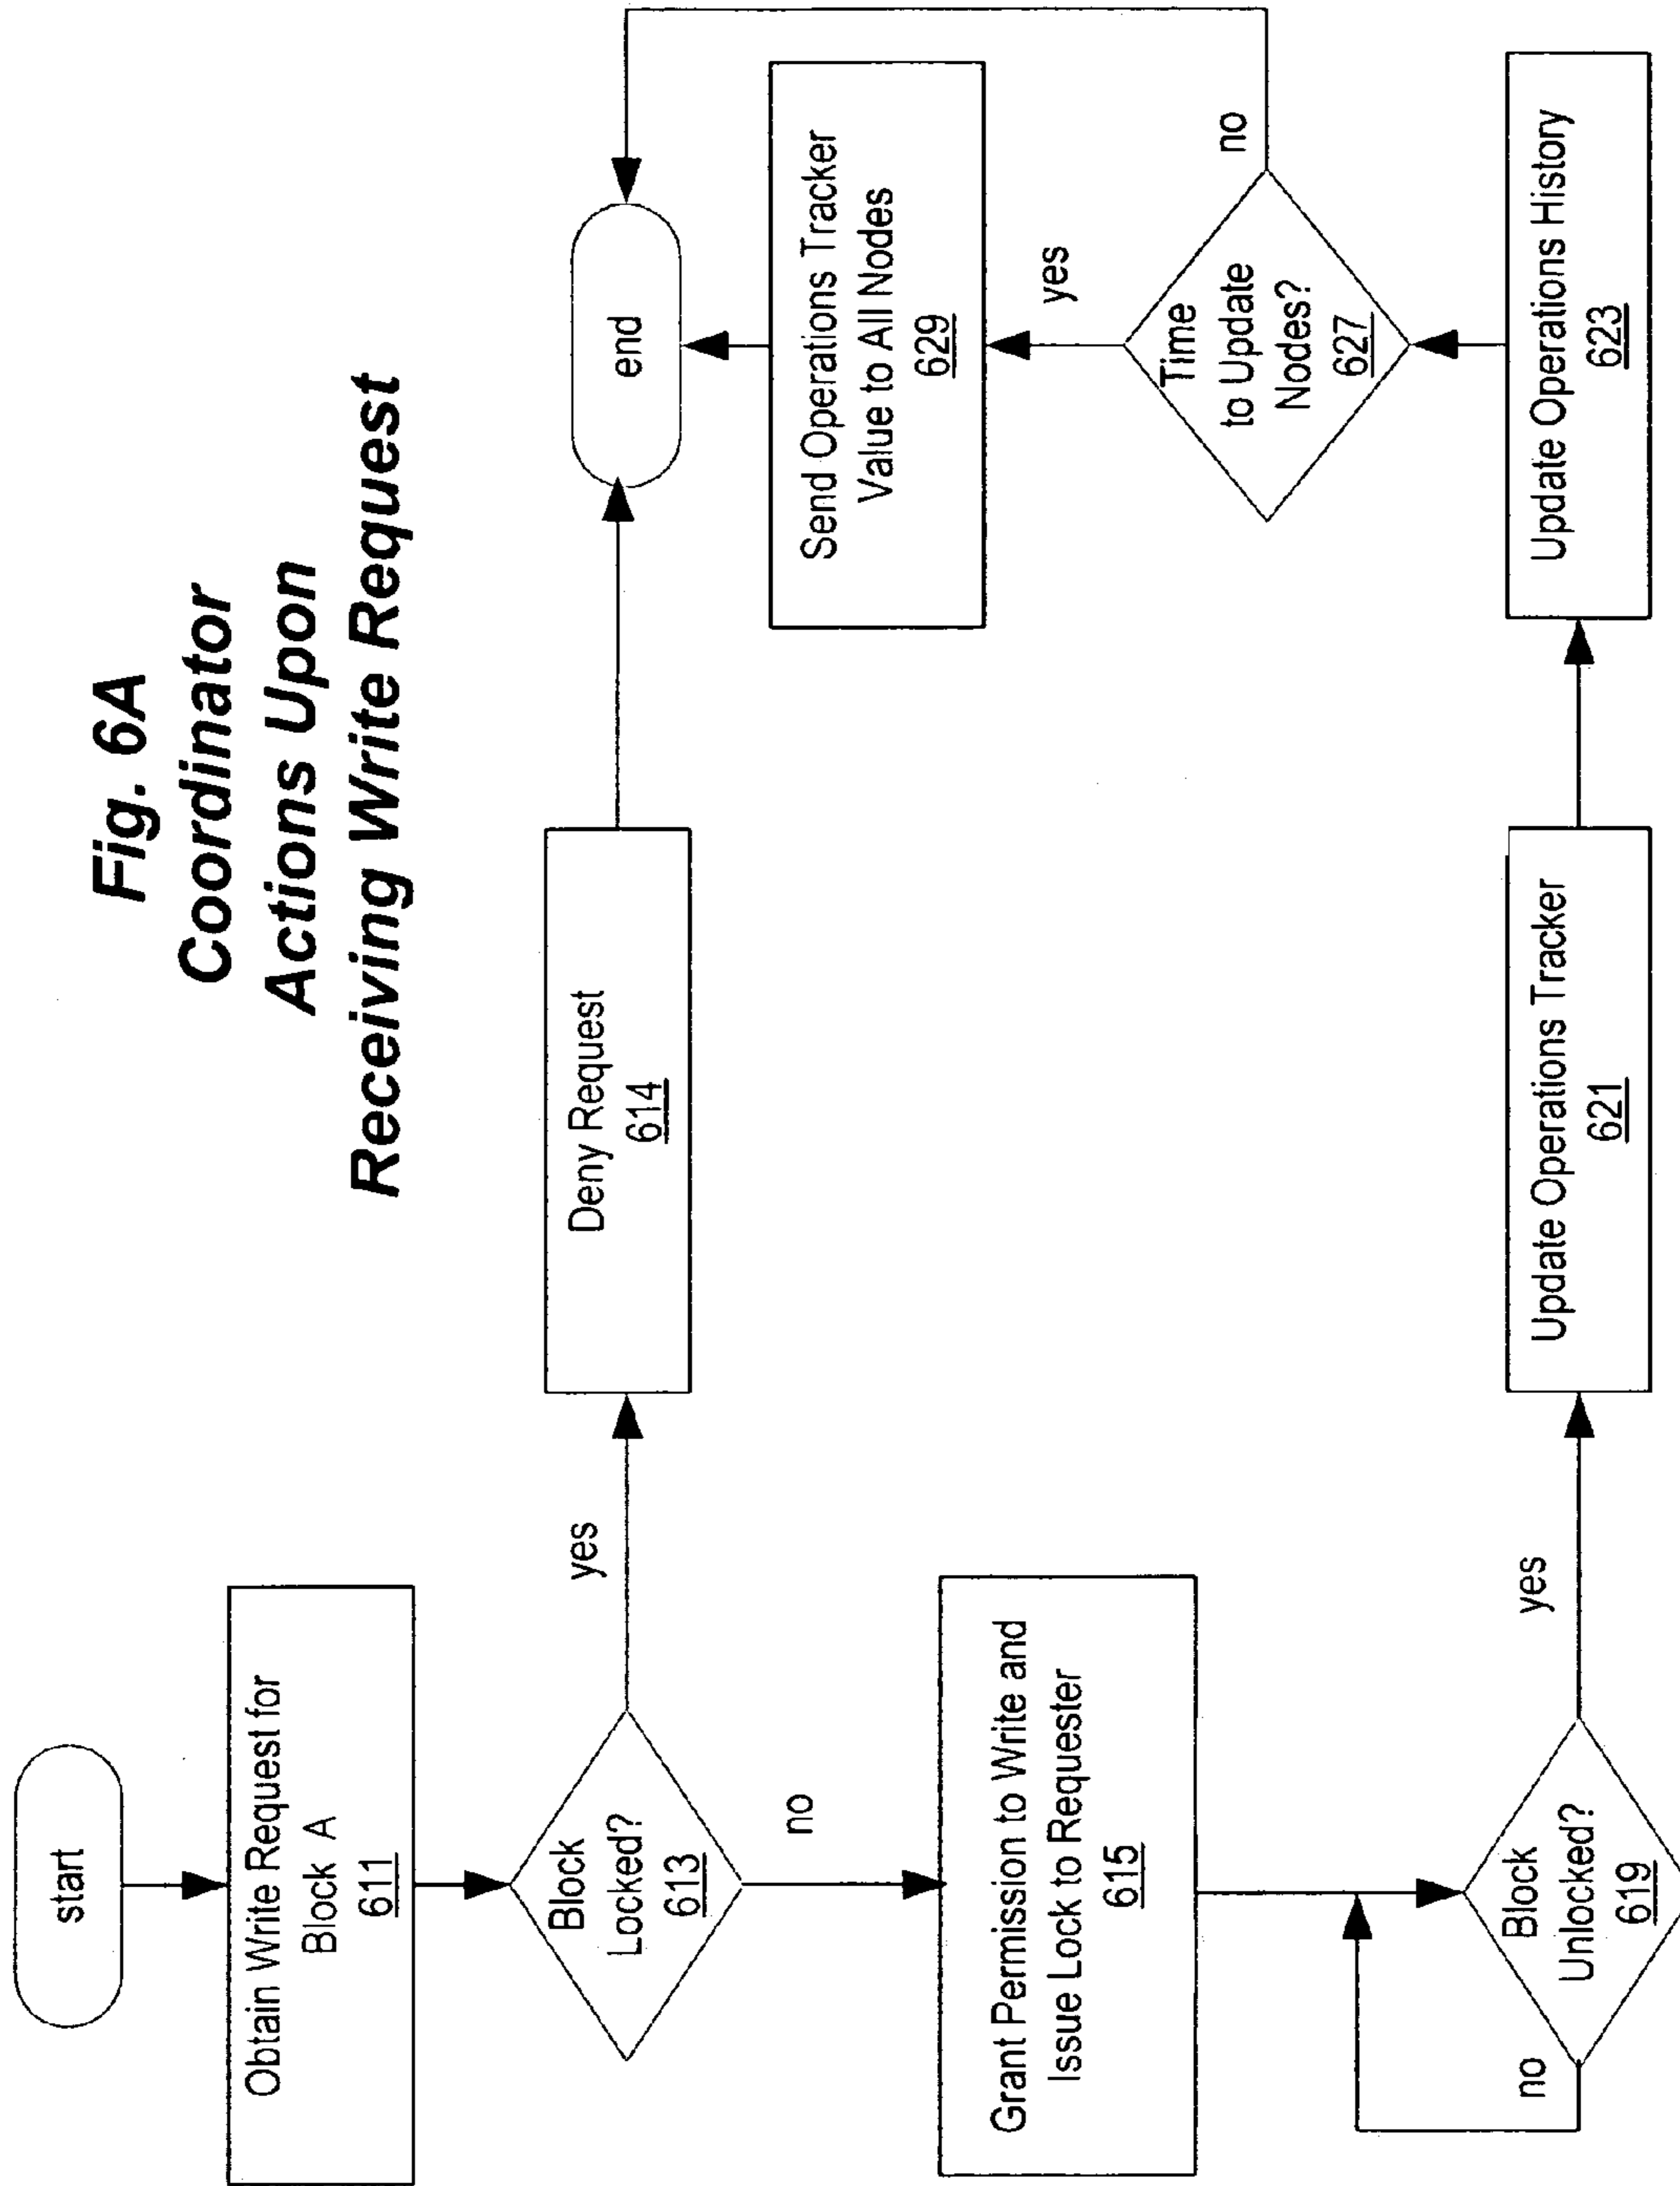 Fig. 6A
Coordinator
Actions Upon
Receiving Write Request
start
Obtain Write Request for
Block A
611
Block
Locked?
613
yes
Deny Request
614
end
no
Grant Permission to Write and
Issue Lock to Requester
615
Block
Unlocked?
619
no
yes
Update Operations Tracker
621
Update Operations History
623
Time
to Update
Nodes?
627
no
yes
Send Operations Tracker
Value to All Nodes
629